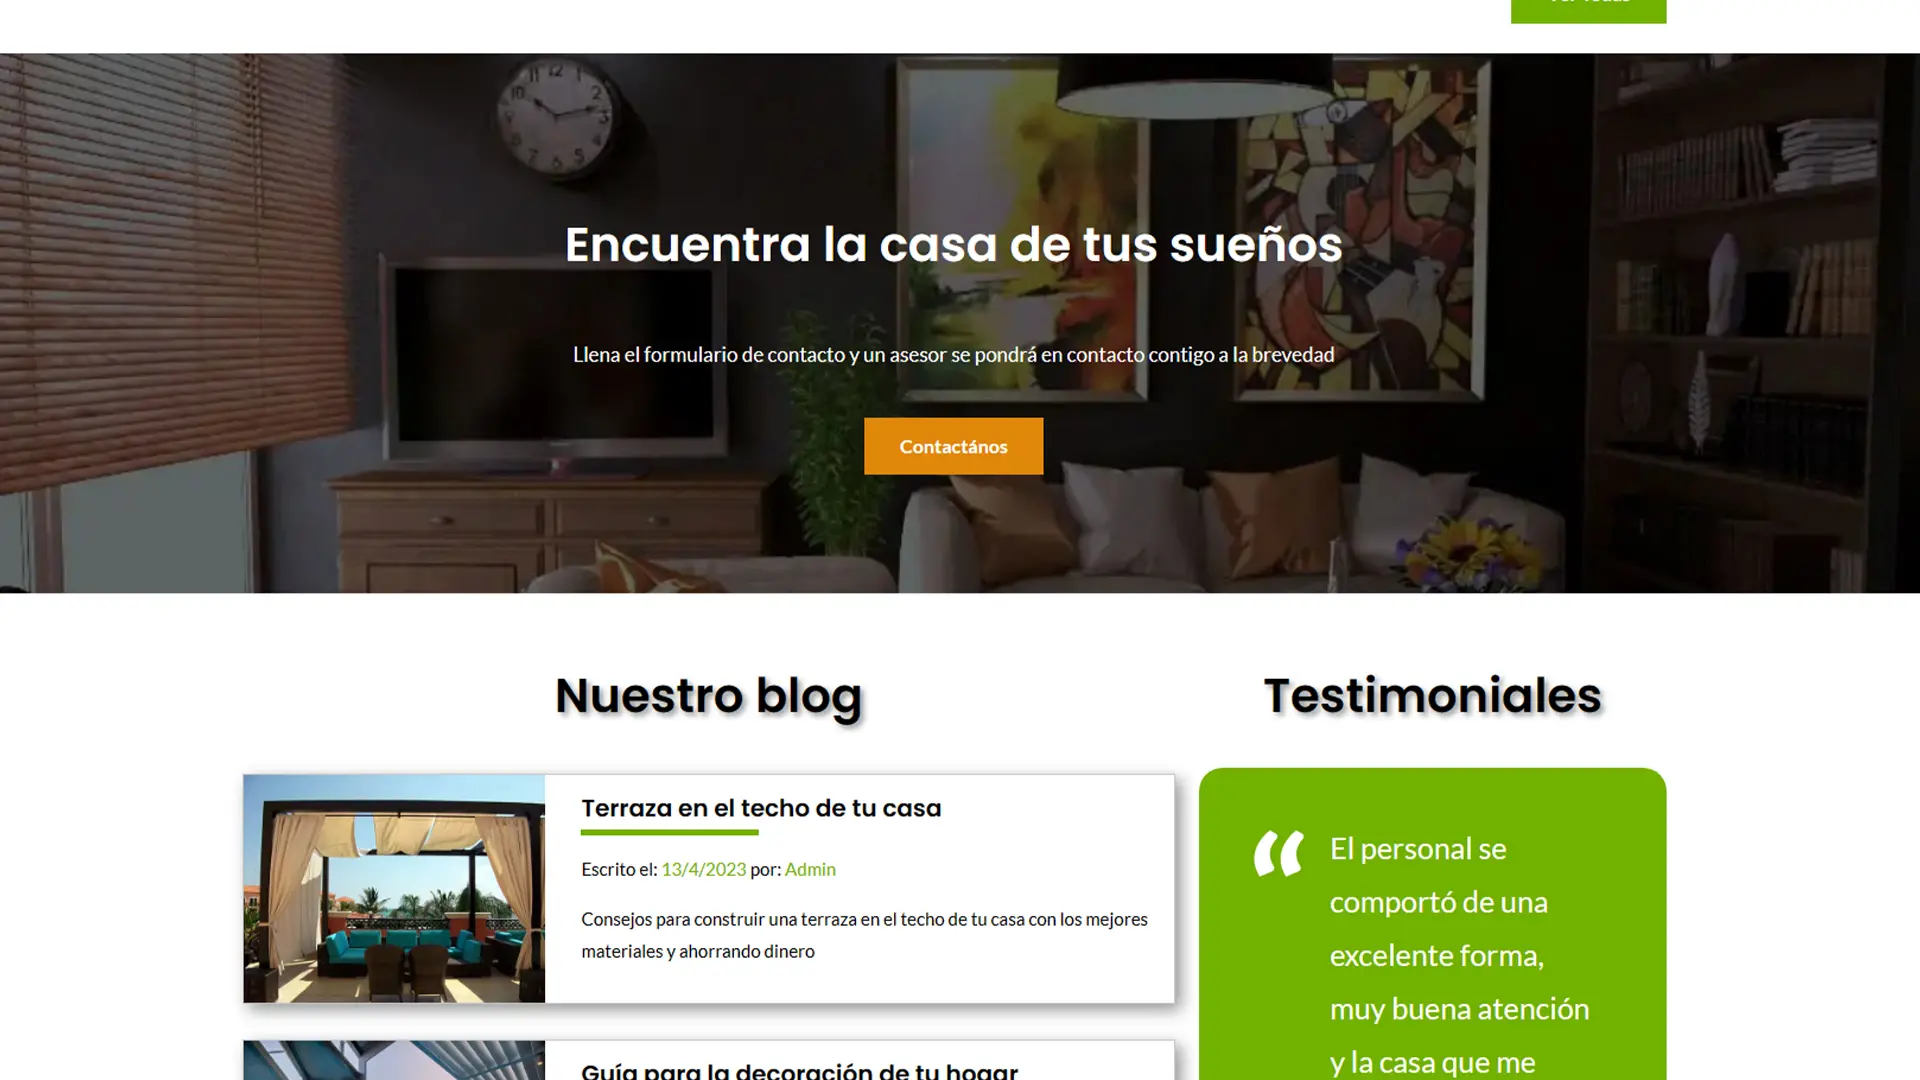 Encuentra la casa de tus sueños
Llena el formulario de contacto y un asesor se pondrá en contacto contigo a la brevedad
Contactános
Nuestro blog
Terraza en el techo de tu casa
Escrito el: 13/4/2023 por: Admin
Consejos para construir una terraza en el techo de tu casa con los mejores
materiales y ahorrando dinero
Guía para la decoración de tu hogar
Testimoniales
“ El personal se
comportó de una
excelente forma,
muy buena atención
y la casa que me